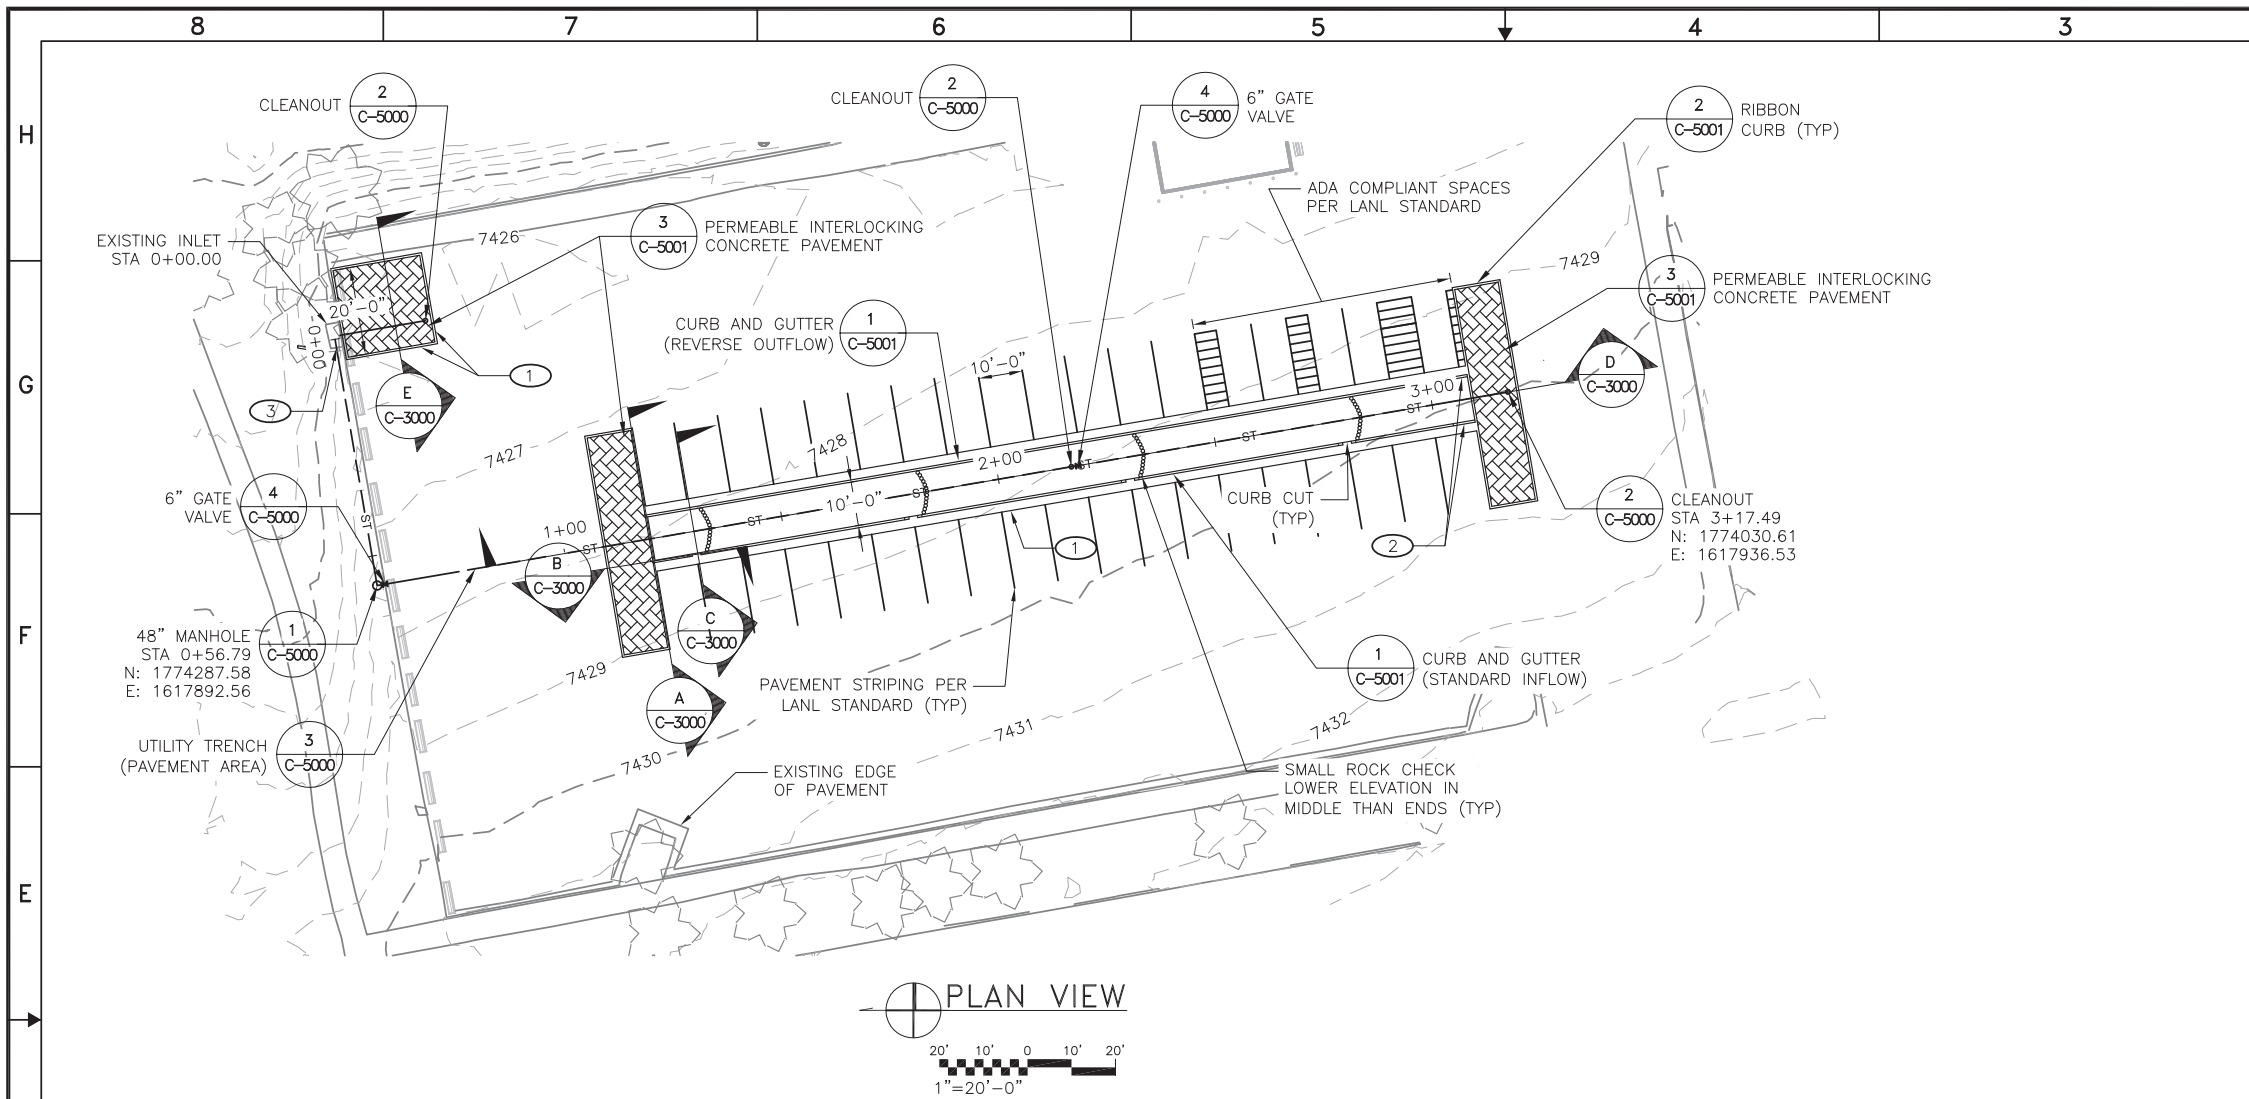 8 7 6 5 4 3
H
G
F
E
CLEANOUT
2
C-5000
CLEANOUT
2
C-5000
4
C-5000
6" GATE
VALVE
2
C-5001
RIBBON
CURB (TYP)
ADA COMPLIANT SPACES
PER LANL STANDARD
EXISTING INLET
STA 0+00.00
7426
3
C-5001
PERMEABLE INTERLOCKING
CONCRETE PAVEMENT
7429
3
C-5001
PERMEABLE INTERLOCKING
CONCRETE PAVEMENT
20'-0"
0+00
CURB AND GUTTER
(REVERSE OUTFLOW)
1
C-5001
10'-0"
1
3
E
C-3000
D
C-3000
3+00
ST
7427
7428
2+00
ST
ST
ST
10'-0"
ST
CURB CUT
(TYP)
2
C-5000
CLEANOUT
STA 3+17.49
N: 1774030.61
E: 1617936.53
6" GATE
VALVE
4
C-5000
ST
1+00
ST
1
2
B
C-3000
C
C-3000
48" MANHOLE
STA 0+56.79
N: 1774287.58
E: 1617892.56
1
C-5000
7429
A
C-3000
PAVEMENT STRIPING PER
LANL STANDARD (TYP)
1
C-5001
CURB AND GUTTER
(STANDARD INFLOW)
UTILITY TRENCH
(PAVEMENT AREA)
3
C-5000
7430
7431
7432
EXISTING EDGE
OF PAVEMENT
SMALL ROCK CHECK
LOWER ELEVATION IN
MIDDLE THAN ENDS (TYP)
PLAN VIEW
20' 10' 0 10' 20'
1"=20'-0"